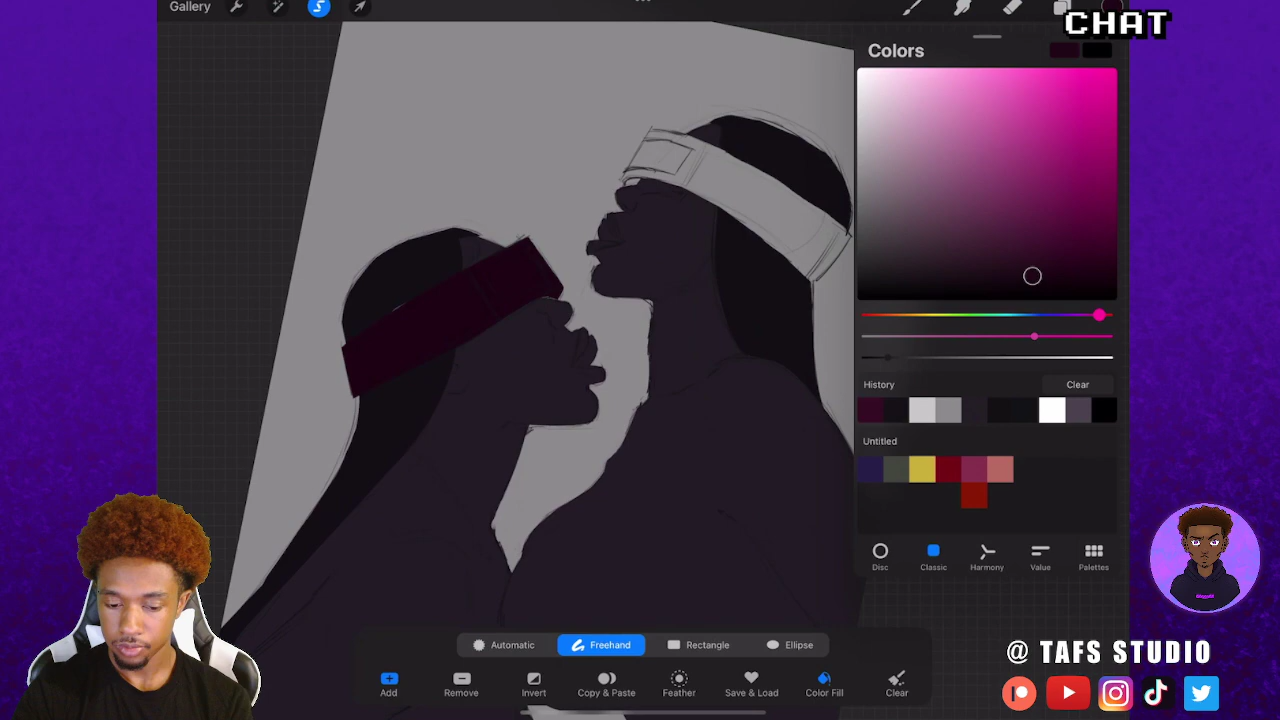 Gallery
CHAT
Colors
History
Clear
Untitled
Disc
Classic
Harmony
Value
Palettes
Automatic
Freehand
Rectangle
Ellipse
Add
Remove
Invert
Copy & Paste
Feather
Save & Load
Color Fill
Clear
@ TAFS STUDIO